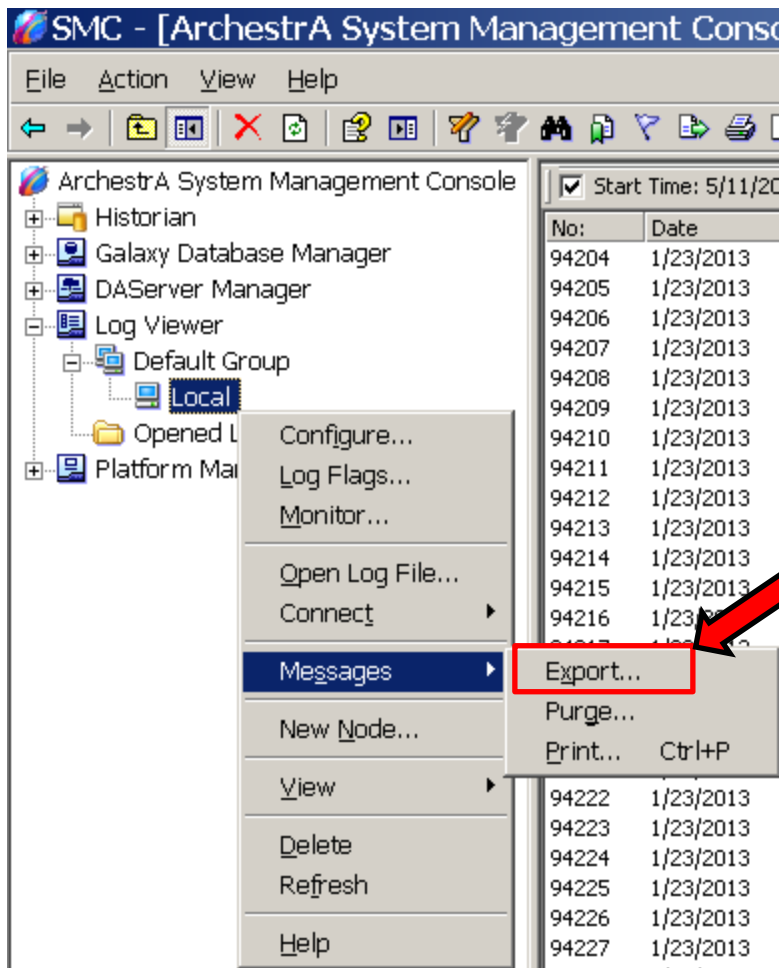 SMC - [ArchestrA System Management
File Action View Help
ArchestrA System Management Console
Historian
Galaxy Database Manager
DAServer Manager
Log Viewer
Default Group
Local
Opened
Platform
Configure...
Log Flags...
Monitor...
Open Log File...
Connect
Messages
New Node...
View
Delete
Refresh
Help
Export...
Purge...
Print... Ctrl+P
Start Time: 5/11/20
No: Date
94204 1/23/2013
94205 1/23/2013
94206 1/23/2013
94207 1/23/2013
94208 1/23/2013
94209 1/23/2013
94210 1/23/2013
94211 1/23/2013
94212 1/23/2013
94213 1/23/2013
94214 1/23/2013
94215 1/23/2013
94216 1/23/
94222 1/23/2013
94223 1/23/2013
94224 1/23/2013
94225 1/23/2013
94226 1/23/2013
94227 1/23/2013